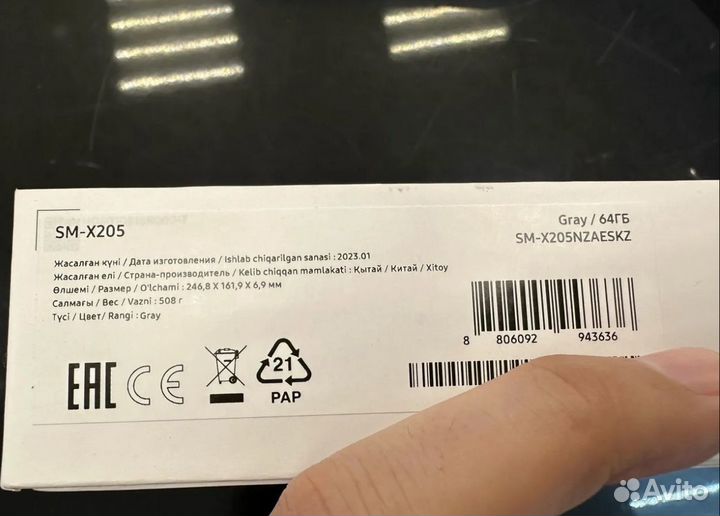 SM-X205
Gray / 64ГБ
SM-X205NZAESKZ
Жасалған күні / Дата изготовления / Ishlab chiqarilgan sanasi : 2023.01
Жасалған елі / Страна-производитель / Kelib chiqqan mamlakati : Қытай / Китай / Xitoy
Өлшемі / Размер / O'lchami : 246,8 X 161,9 X 6,9 мм
Салмағы / Вес / Vazni : 508 г
Түсі / Цвет/ Rangi : Gray
8 806092 943636
EAC CE
21
PAP
Avito